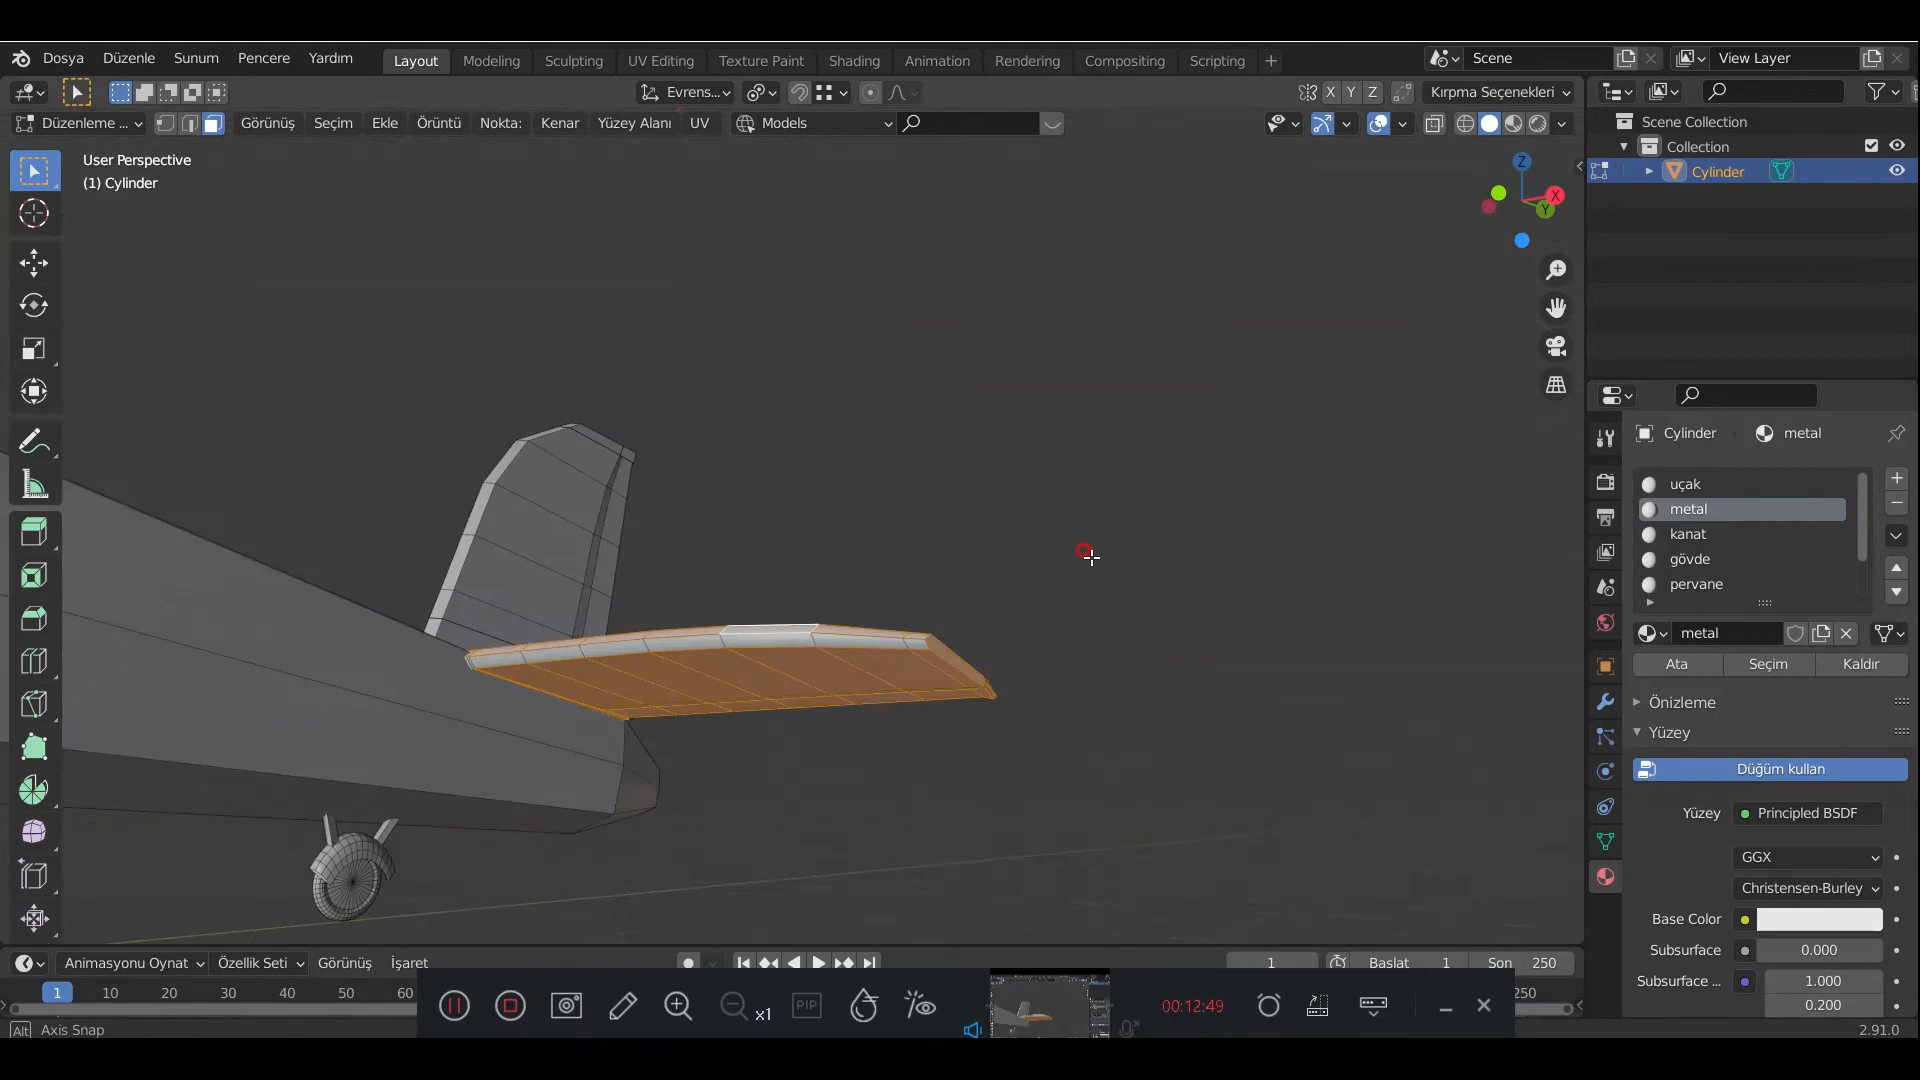 Dosya Düzenle Sunum Pencere Yardım Layout Modeling Sculpting UV Editing Texture Paint Shading Animation Rendering Compositing Scripting + Scene View Layer
Evrens... X Y Z Kırpma Seçenekleri
Düzenleme ... Görünüş Seçim Ekle Örüntü Nokta: Kenar Yüzey Alanı UV Models
User Perspective
(1) Cylinder
Z
X
Y
Scene Collection
Collection
Cylinder
Cylinder metal
uçak
metal
kanat
gövde
pervane
metal
Ata Seçim Kaldır
Önizleme
Yüzey
Düğüm kullan
Yüzey Principled BSDF
GGX
Christensen-Burley
Base Color
Subsurface 0.000
Subsurface ... 1.000
0.200
Animasyonu Oynat Özellik Seti Görünüş İşaret 1 Başlat 1 Son 250
1 10 20 30 40 50 60 250
x1 PIP 00:12:49
Alt Axis Snap 2.91.0